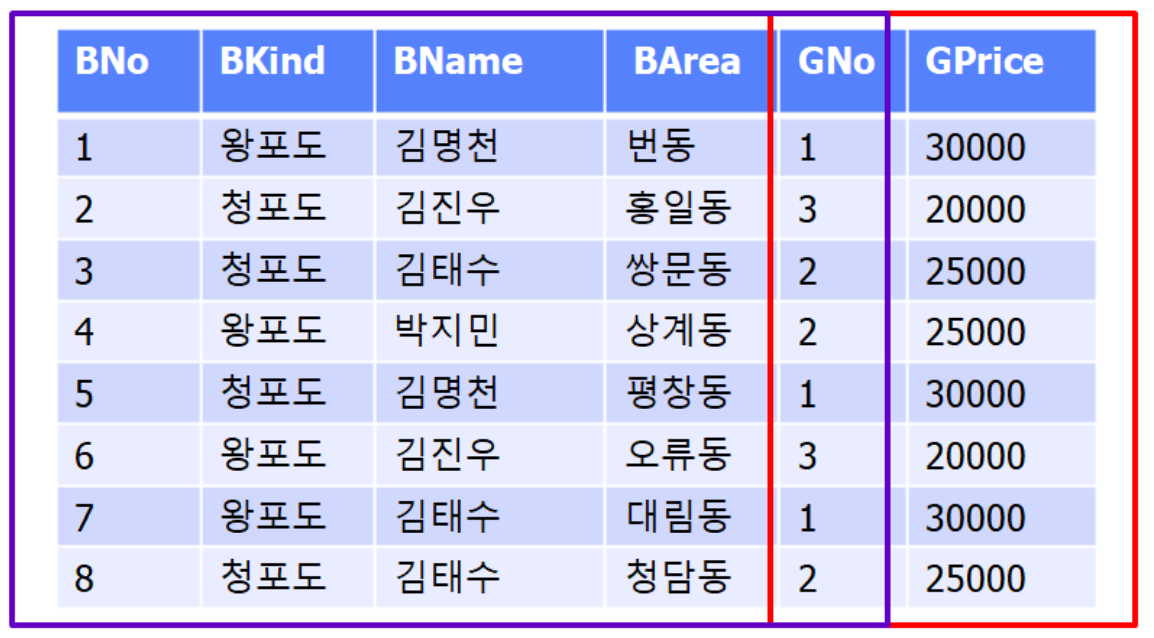 BNo BKind BName BArea GNo GPrice
1 왕포도 김명천 번동 1 30000
2 청포도 김진우 홍일동 3 20000
3 청포도 김태수 쌍문동 2 25000
4 왕포도 박지민 상계동 2 25000
5 청포도 김명천 평창동 1 30000
6 왕포도 김진우 오류동 3 20000
7 왕포도 김태수 대림동 1 30000
8 청포도 김태수 청담동 2 25000